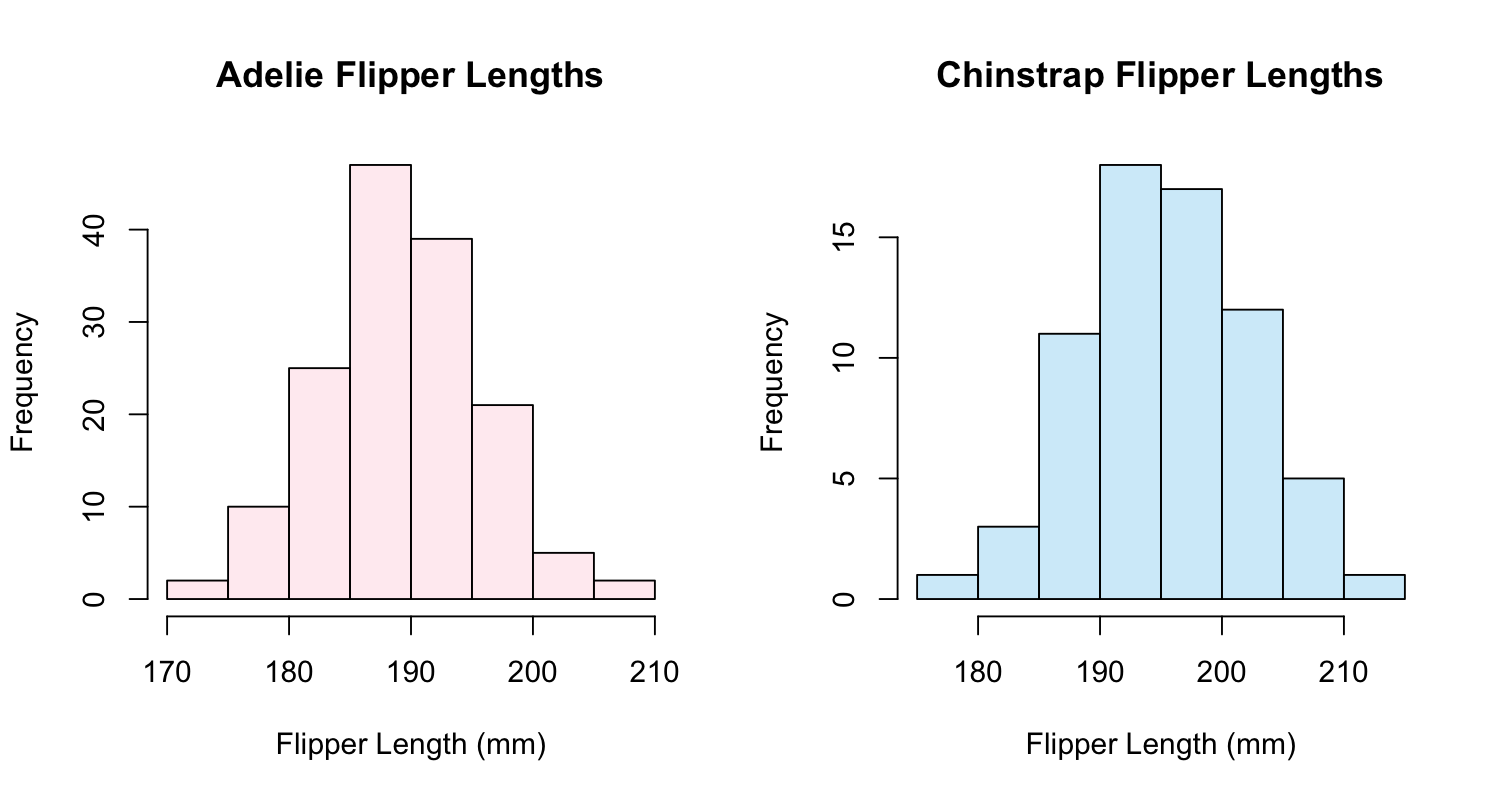 Adelie Flipper Lengths
Frequency
40
30
20
10
0
170 180 190 200 210
Flipper Length (mm)
Chinstrap Flipper Lengths
Frequency
15
10
5
0
180 190 200 210
Flipper Length (mm)